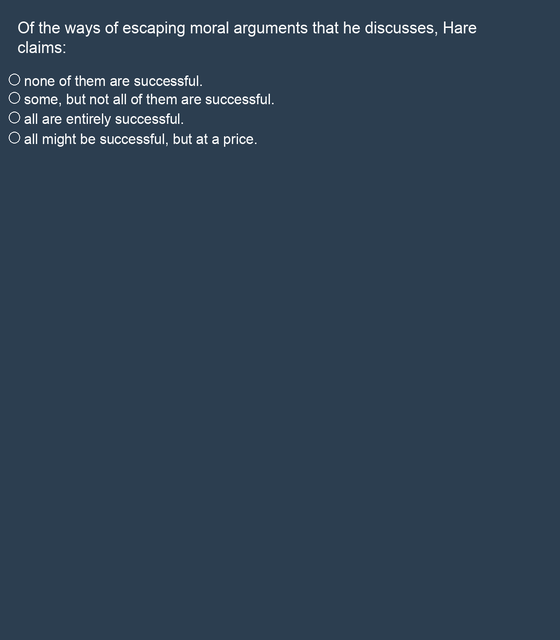 Of the ways of escaping moral arguments that he discusses, Hare
claims:
none of them are successful.
some, but not all of them are successful.
all are entirely successful.
all might be successful, but at a price.